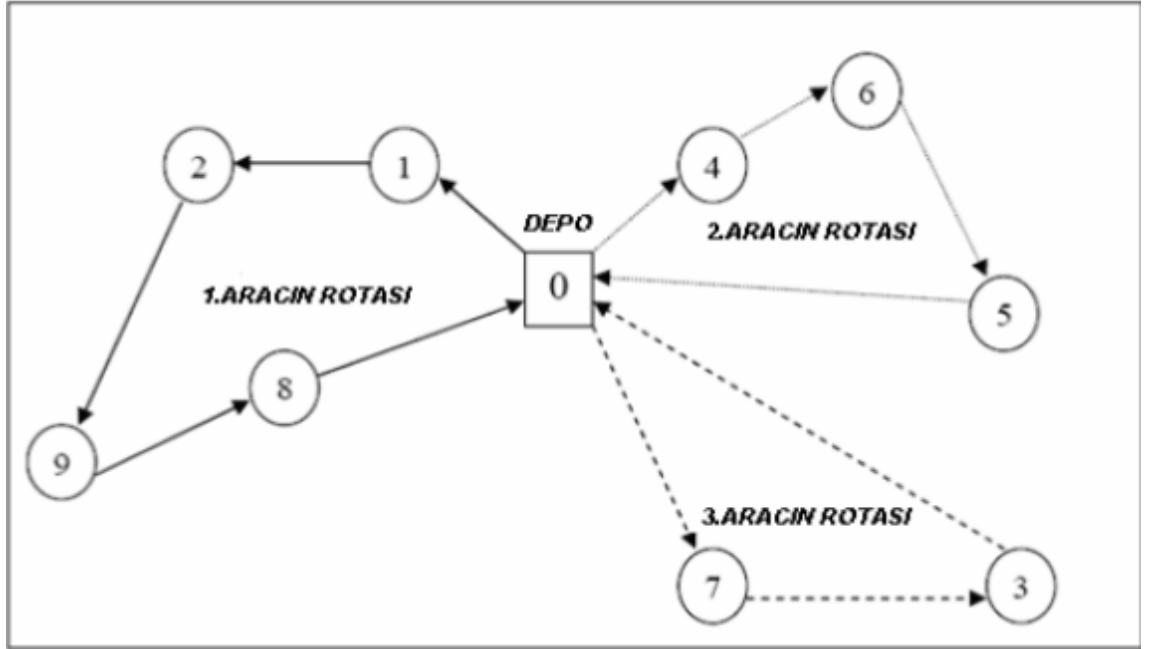 6
2
1
4
DEPO
2.ARACIN ROTASI
0
1.ARACIN ROTASI
5
8
9
3.ARACIN ROTASI
7
3